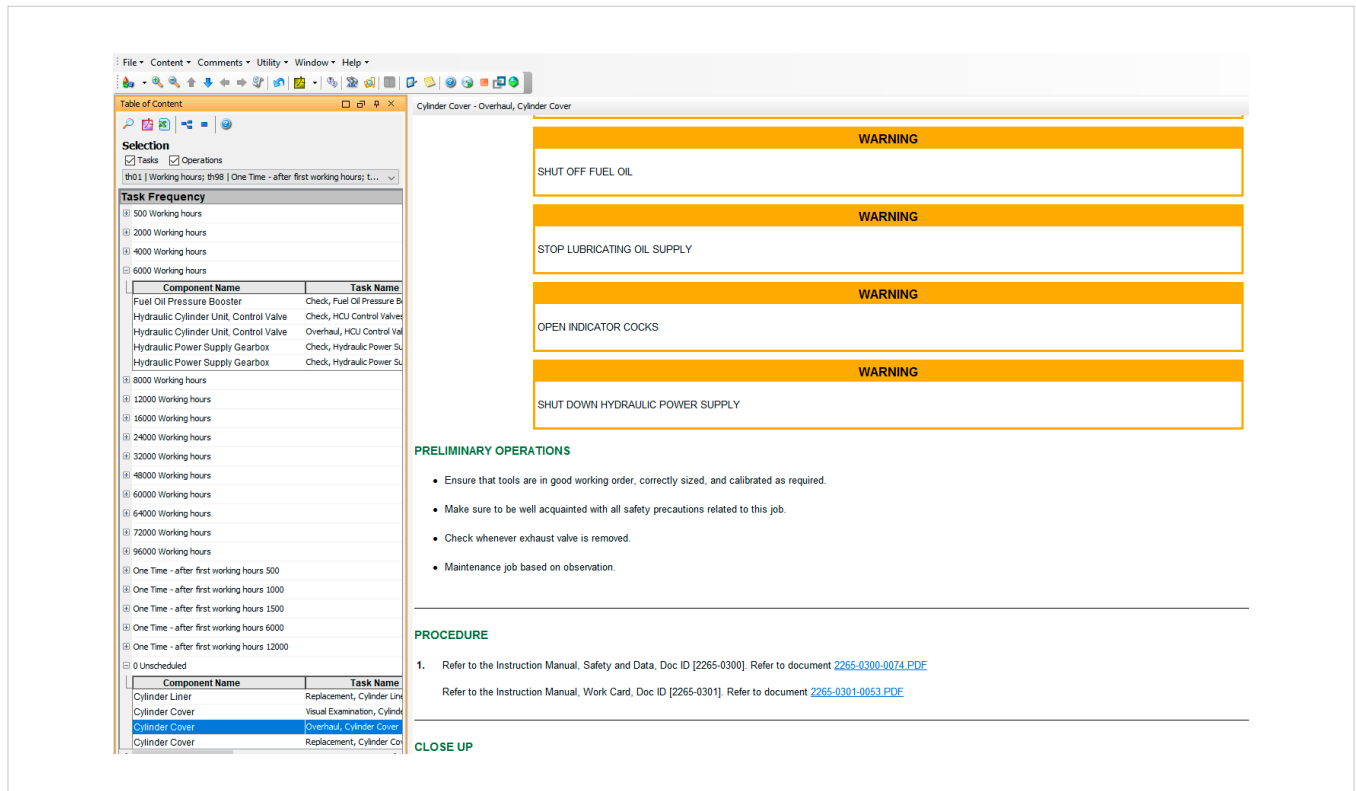 File Content Comments Utility Window Help
Table of Content
Selection
Tasks Operations
th01 | Working hours; th98 | One Time - after first working hours; t...
Task Frequency
500 Working hours
2000 Working hours
4000 Working hours
6000 Working hours
Component Name Task Name
Fuel Oil Pressure Booster Check, Fuel Oil Pressure B
Hydraulic Cylinder Unit, Control Valve Check, HCU Control Valves
Hydraulic Cylinder Unit, Control Valve Overhaul, HCU Control Val
Hydraulic Power Supply Gearbox Check, Hydraulic Power Su
Hydraulic Power Supply Gearbox Check, Hydraulic Power Su
8000 Working hours
12000 Working hours
16000 Working hours
24000 Working hours
32000 Working hours
48000 Working hours
60000 Working hours
64000 Working hours
72000 Working hours
96000 Working hours
One Time - after first working hours 500
One Time - after first working hours 1000
One Time - after first working hours 1500
One Time - after first working hours 6000
One Time - after first working hours 12000
0 Unscheduled
Component Name Task Name
Cylinder Liner Replacement, Cylinder Line
Cylinder Cover Visual Examination, Cylinde
Cylinder Cover Overhaul, Cylinder Cover
Cylinder Cover Replacement, Cylinder Cov
Cylinder Cover - Overhaul, Cylinder Cover
WARNING
SHUT OFF FUEL OIL
WARNING
STOP LUBRICATING OIL SUPPLY
WARNING
OPEN INDICATOR COCKS
WARNING
SHUT DOWN HYDRAULIC POWER SUPPLY
PRELIMINARY OPERATIONS
• Ensure that tools are in good working order, correctly sized, and calibrated as required.
• Make sure to be well acquainted with all safety precautions related to this job.
• Check whenever exhaust valve is removed.
• Maintenance job based on observation.
PROCEDURE
1. Refer to the Instruction Manual, Safety and Data, Doc ID [2265-0300]. Refer to document 2265-0300-0074.PDF
Refer to the Instruction Manual, Work Card, Doc ID [2265-0301]. Refer to document 2265-0301-0053.PDF
CLOSE UP